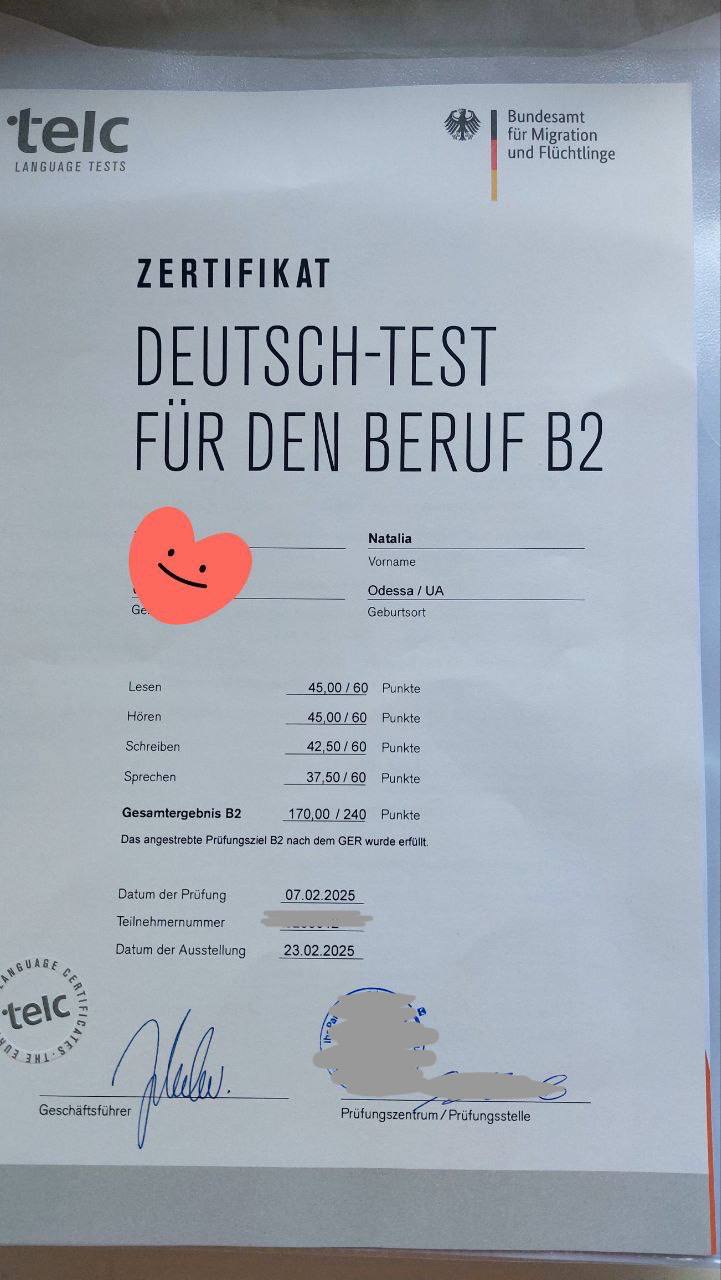 telc
LANGUAGE TESTS
Bundesamt
für Migration
und Flüchtlinge
ZERTIFIKAT
DEUTSCH-TEST
FÜR DEN BERUF B2
Natalia
Vorname
Odessa / UA
Ge
Geburtsort
Lesen 45,00 / 60 Punkte
Hören 45,00 / 60 Punkte
Schreiben 42,50 / 60 Punkte
Sprechen 37,50 / 60 Punkte
Gesamtergebnis B2 170,00 / 240 Punkte
Das angestrebte Prüfungsziel B2 nach dem GER wurde erfüllt.
Datum der Prüfung 07.02.2025
Teilnehmernummer
Datum der Ausstellung 23.02.2025
LANGUAGE CERTIFICATES · THE EUR
telc
Geschäftsführer
Prüfungszentrum / Prüfungsstelle